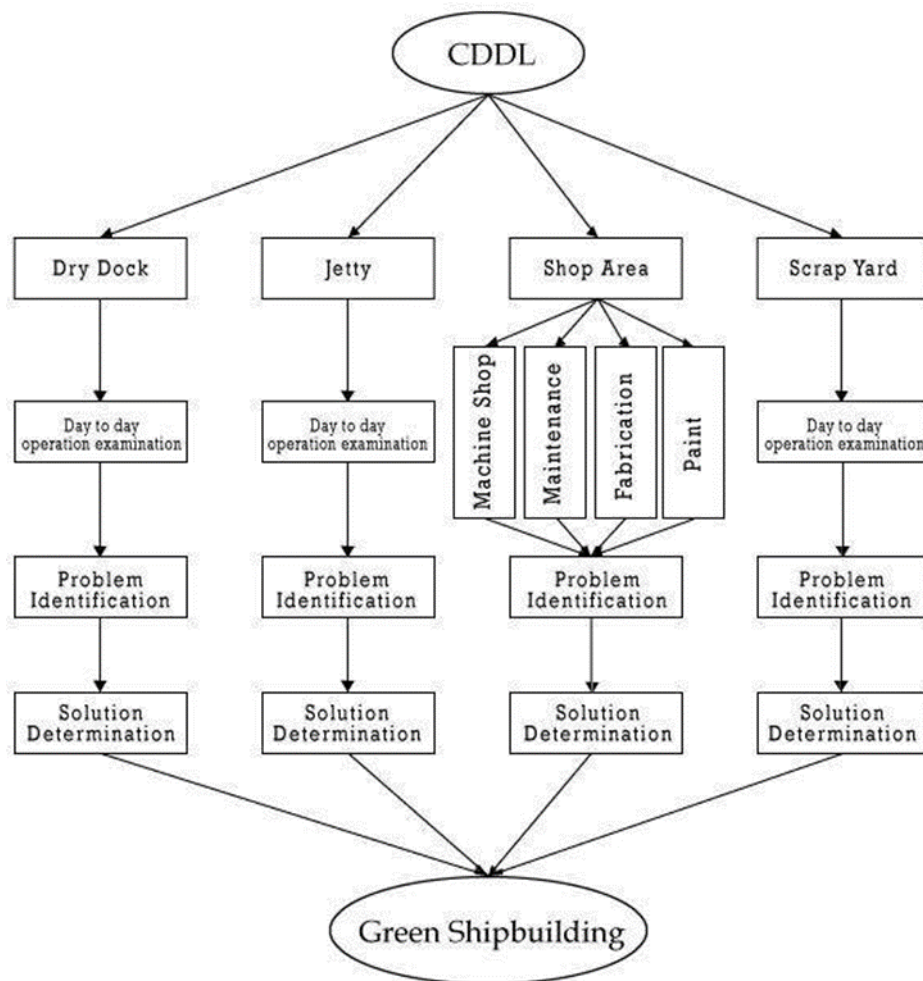 CDDL
Dry Dock
Jetty
Shop Area
Scrap Yard
Machine Shop
Maintenance
Fabrication
Paint
Day to day
operation examination
Day to day
operation examination
Day to day
operation examination
Problem
Identification
Problem
Identification
Problem
Identification
Problem
Identification
Solution
Determination
Solution
Determination
Solution
Determination
Solution
Determination
Green Shipbuilding